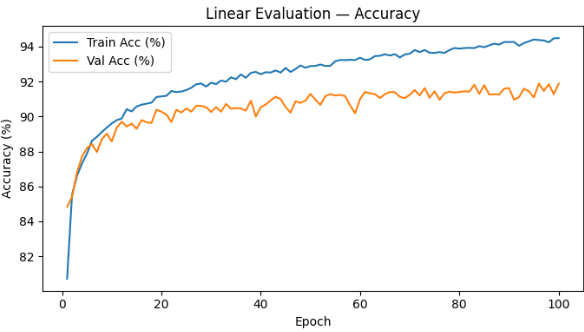 Linear Evaluation — Accuracy
Train Acc (%)
Val Acc (%)
Accuracy (%)
94
92
90
88
86
84
82
0 20 40 60 80 100
Epoch